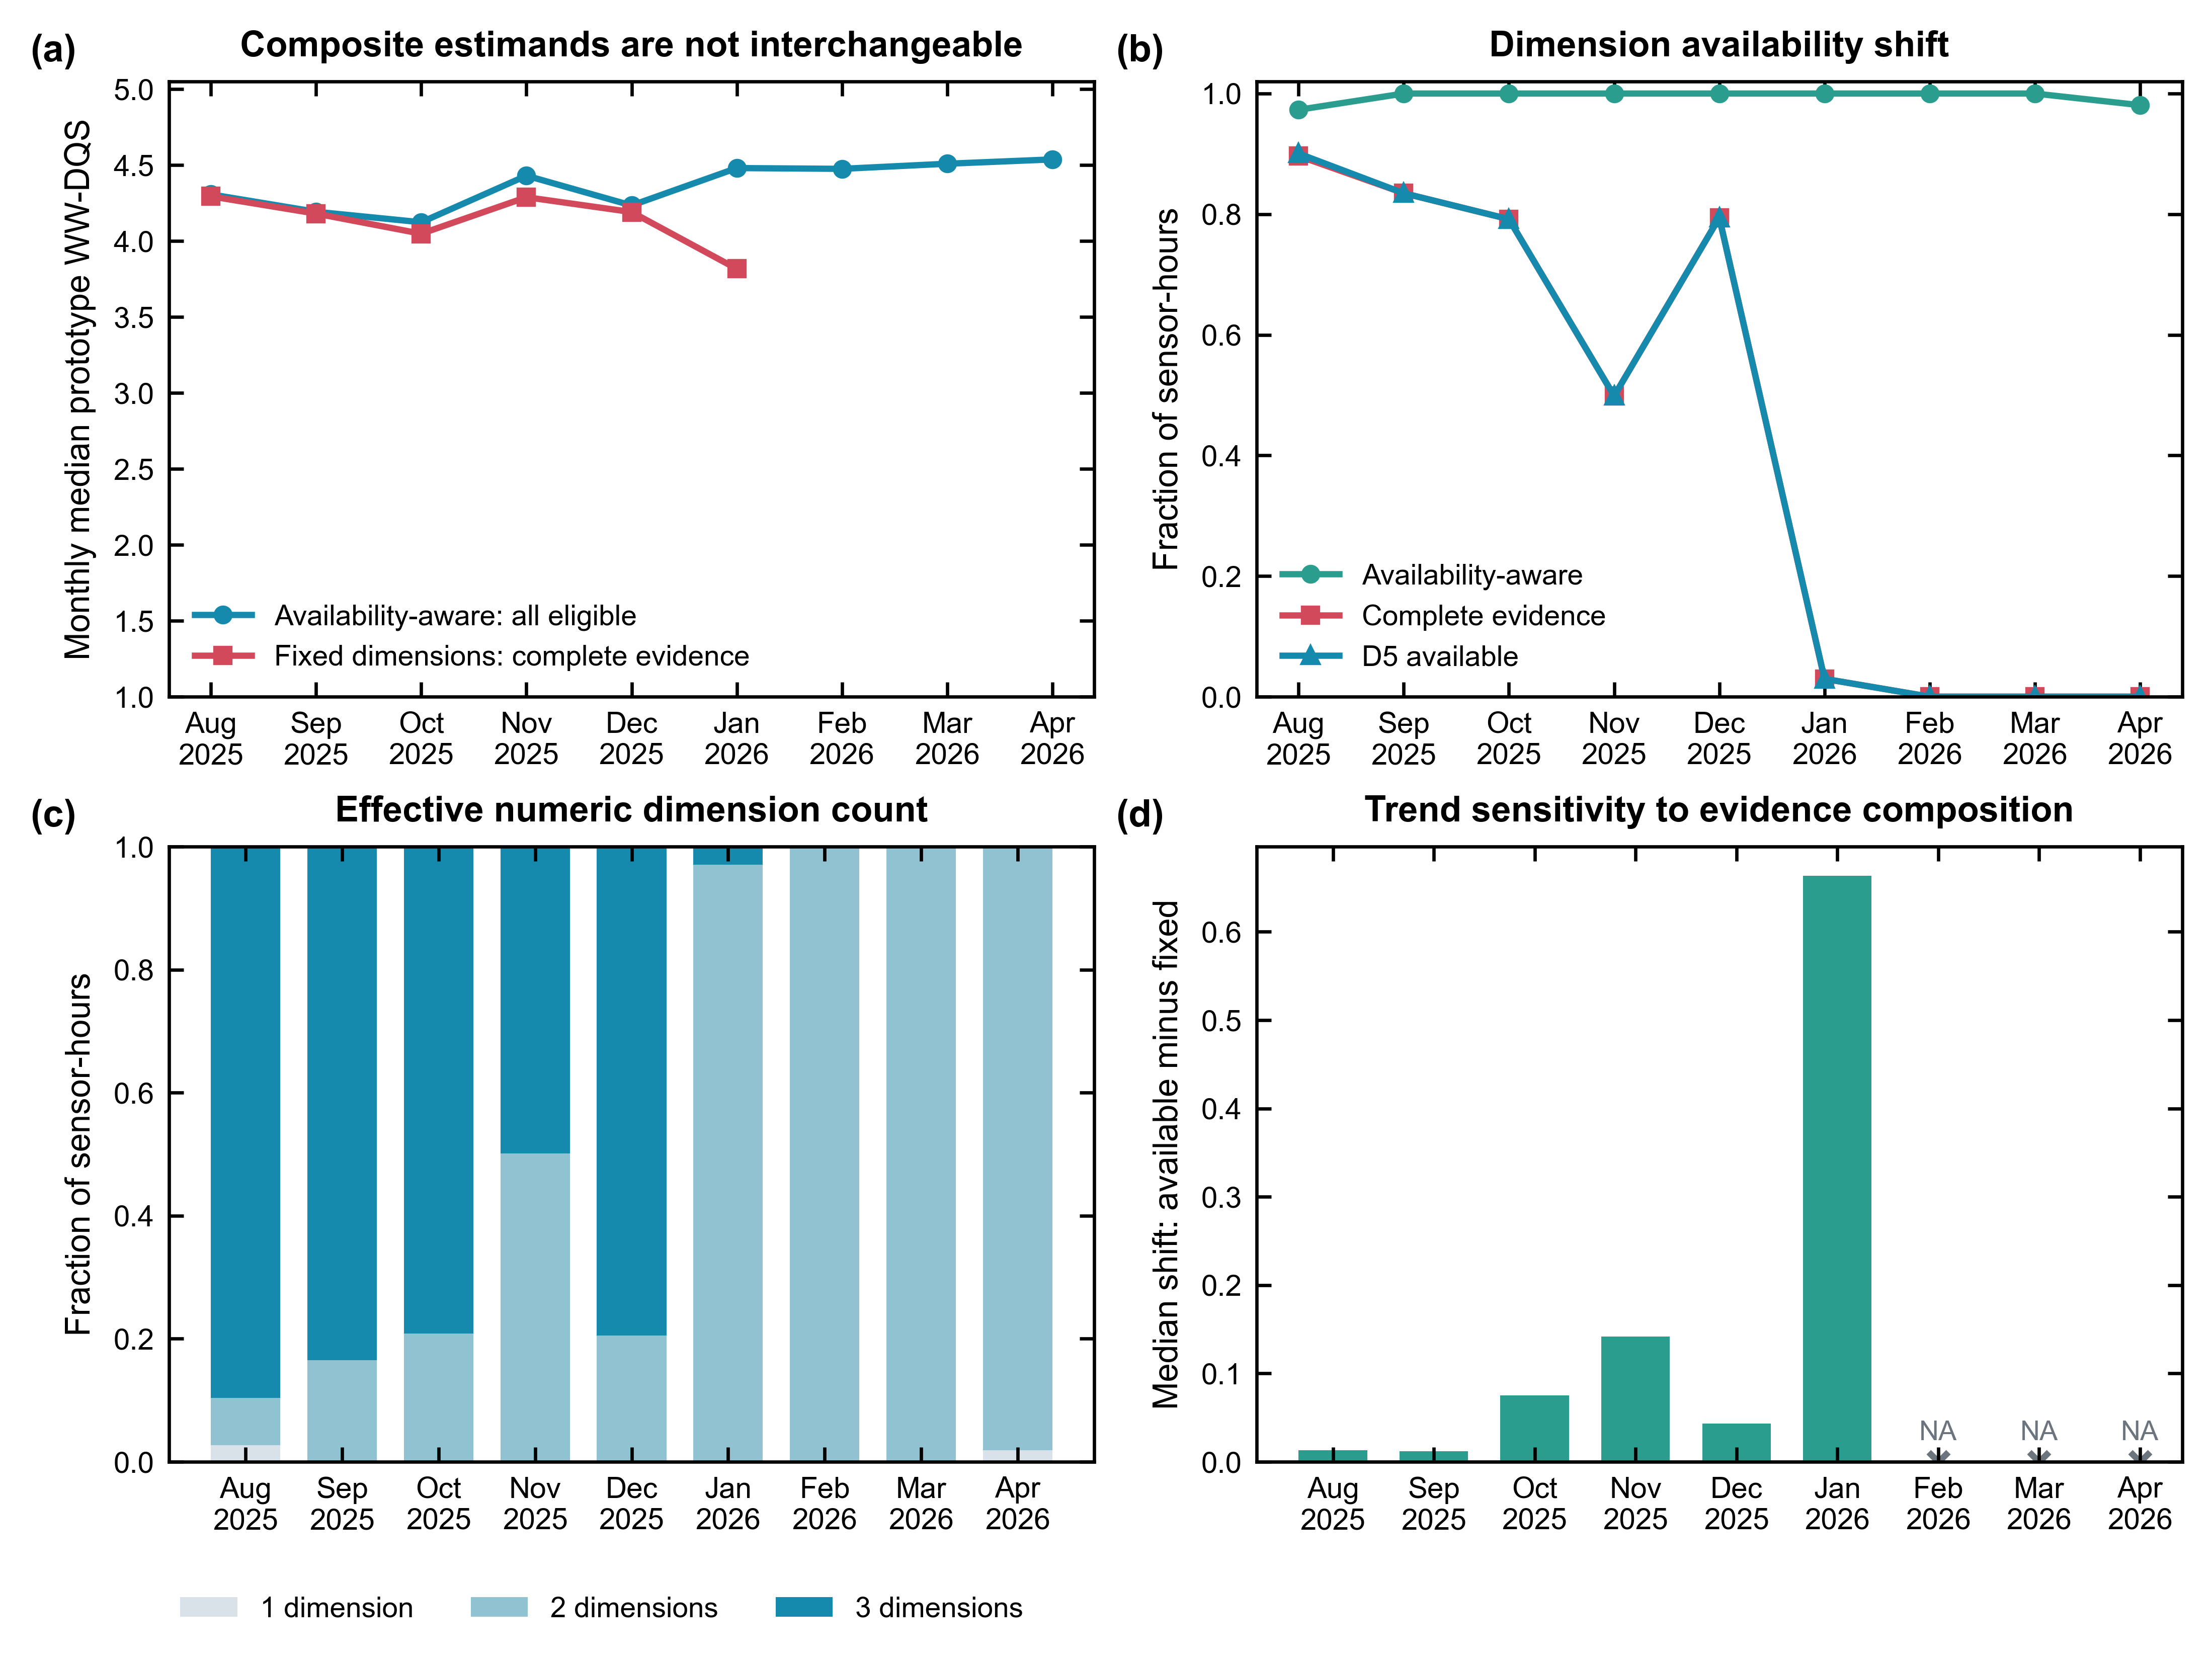 (a)
Composite estimands are not interchangeable
Monthly median prototype WW-DQS
5.0
4.5
4.0
3.5
3.0
2.5
2.0
1.5
1.0
Availability-aware: all eligible
Fixed dimensions: complete evidence
Aug Sep Oct Nov Dec Jan Feb Mar Apr
2025 2025 2025 2025 2025 2026 2026 2026 2026
(b)
Dimension availability shift
Fraction of sensor-hours
1.0
0.8
0.6
0.4
0.2
0.0
Availability-aware
Complete evidence
D5 available
Aug Sep Oct Nov Dec Jan Feb Mar Apr
2025 2025 2025 2025 2025 2026 2026 2026 2026
(c)
Effective numeric dimension count
Fraction of sensor-hours
1.0
0.8
0.6
0.4
0.2
0.0
Aug Sep Oct Nov Dec Jan Feb Mar Apr
2025 2025 2025 2025 2025 2026 2026 2026 2026
1 dimension 2 dimensions 3 dimensions
(d)
Trend sensitivity to evidence composition
Median shift: available minus fixed
0.6
0.5
0.4
0.3
0.2
0.1
0.0
NA NA NA
Aug Sep Oct Nov Dec Jan Feb Mar Apr
2025 2025 2025 2025 2025 2026 2026 2026 2026